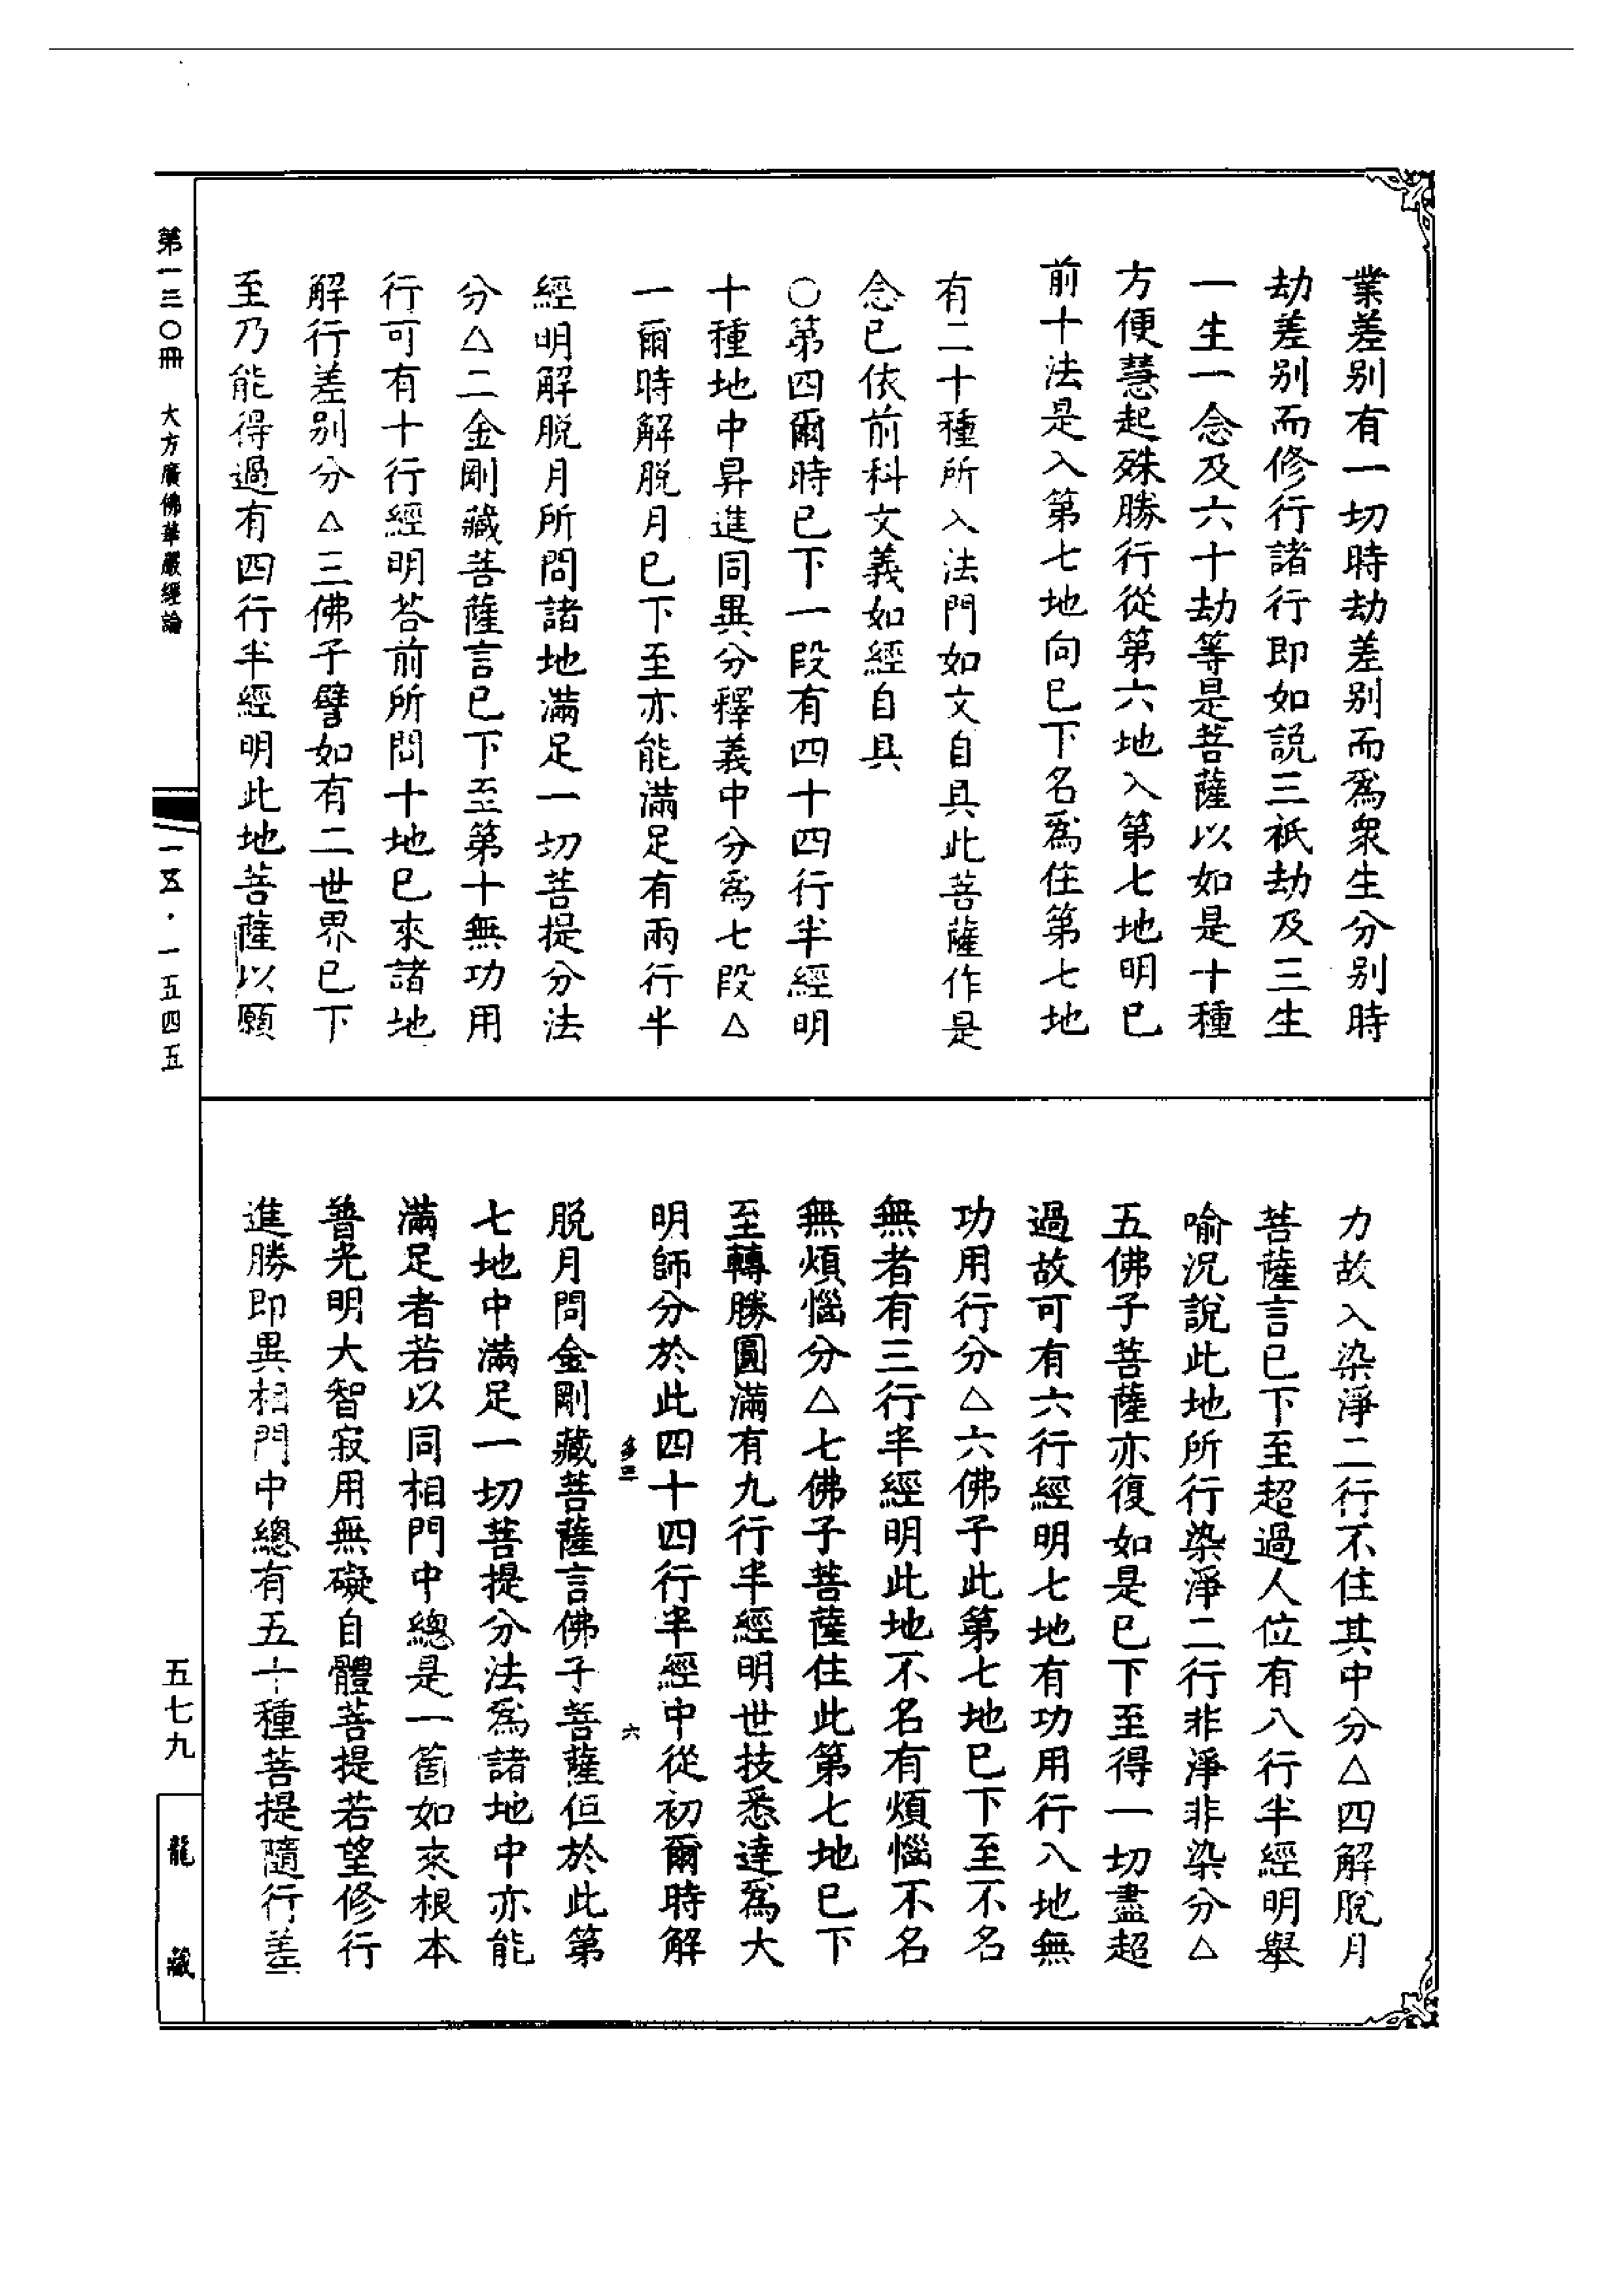 業差别有一切時劫差别而爲衆生分别時
劫差别而修行諸行即如説三祇劫及三生
一生一念及六十劫等是菩薩以如是十種
方便慧起殊勝行從第六地入第七地明已
前十法是入第七地向已下名爲住第七地
有二十種所入法門如文自具此菩薩作是
念已依前科文義如經自具
〇第四爾時已下一段有四十四行半經明
十種地中昇進同異分釋義中分爲七段△
一爾時解脱月已下至亦能滿足有兩行半
經明解脱月所問諸地滿足一切菩提分法
分△二金剛藏菩薩言已下至第十無功用
行可有十行經明荅前所問十地已來諸地
解行差别分△三佛子譬如有二世界已下
至乃能得過有四行半經明此地菩薩以願
力故入染淨二行不住其中分△四解脱月
菩薩言已下至超過人位有八行半經明舉
喻況說此地所行染淨二行非淨非染分△
五佛子菩薩亦復如是已下至得一切盡超
過故可有六行經明七地有功用行八地無
功用行分△六佛子此第七地已下至不名
無者有三行半經明此地不名有煩惱不名
無煩惱分△七佛子菩薩住此第七地已下
至轉勝圓滿有九行半經明世技悉達爲大
明師分於此四十四行半經中從初爾時解
多三 六
脱月問金剛藏菩薩言佛子菩薩但於此第
七地中滿足一切菩提分法爲諸地中亦能
滿足者若以同相門中總是一箇如來根本
普光明大智寂用無礙自體菩提若望修行
進勝即異相門中總有五十種菩提隨行差
第一三〇冊 大方廣佛華嚴經論
一五·一五四五
五七九
龍藏